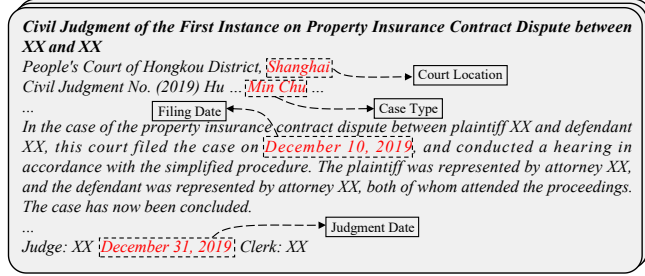 Civil Judgment of the First Instance on Property Insurance Contract Dispute between
XX and XX
People's Court of Hongkou District, Shanghai
Court Location
Civil Judgment No. (2019) Hu ... Min Chu ...
...
Filing Date
Case Type
In the case of the property insurance contract dispute between plaintiff XX and defendant
XX, this court filed the case on December 10, 2019, and conducted a hearing in
accordance with the simplified procedure. The plaintiff was represented by attorney XX,
and the defendant was represented by attorney XX, both of whom attended the proceedings.
The case has now been concluded.
...
Judgment Date
Judge: XX December 31, 2019 Clerk: XX